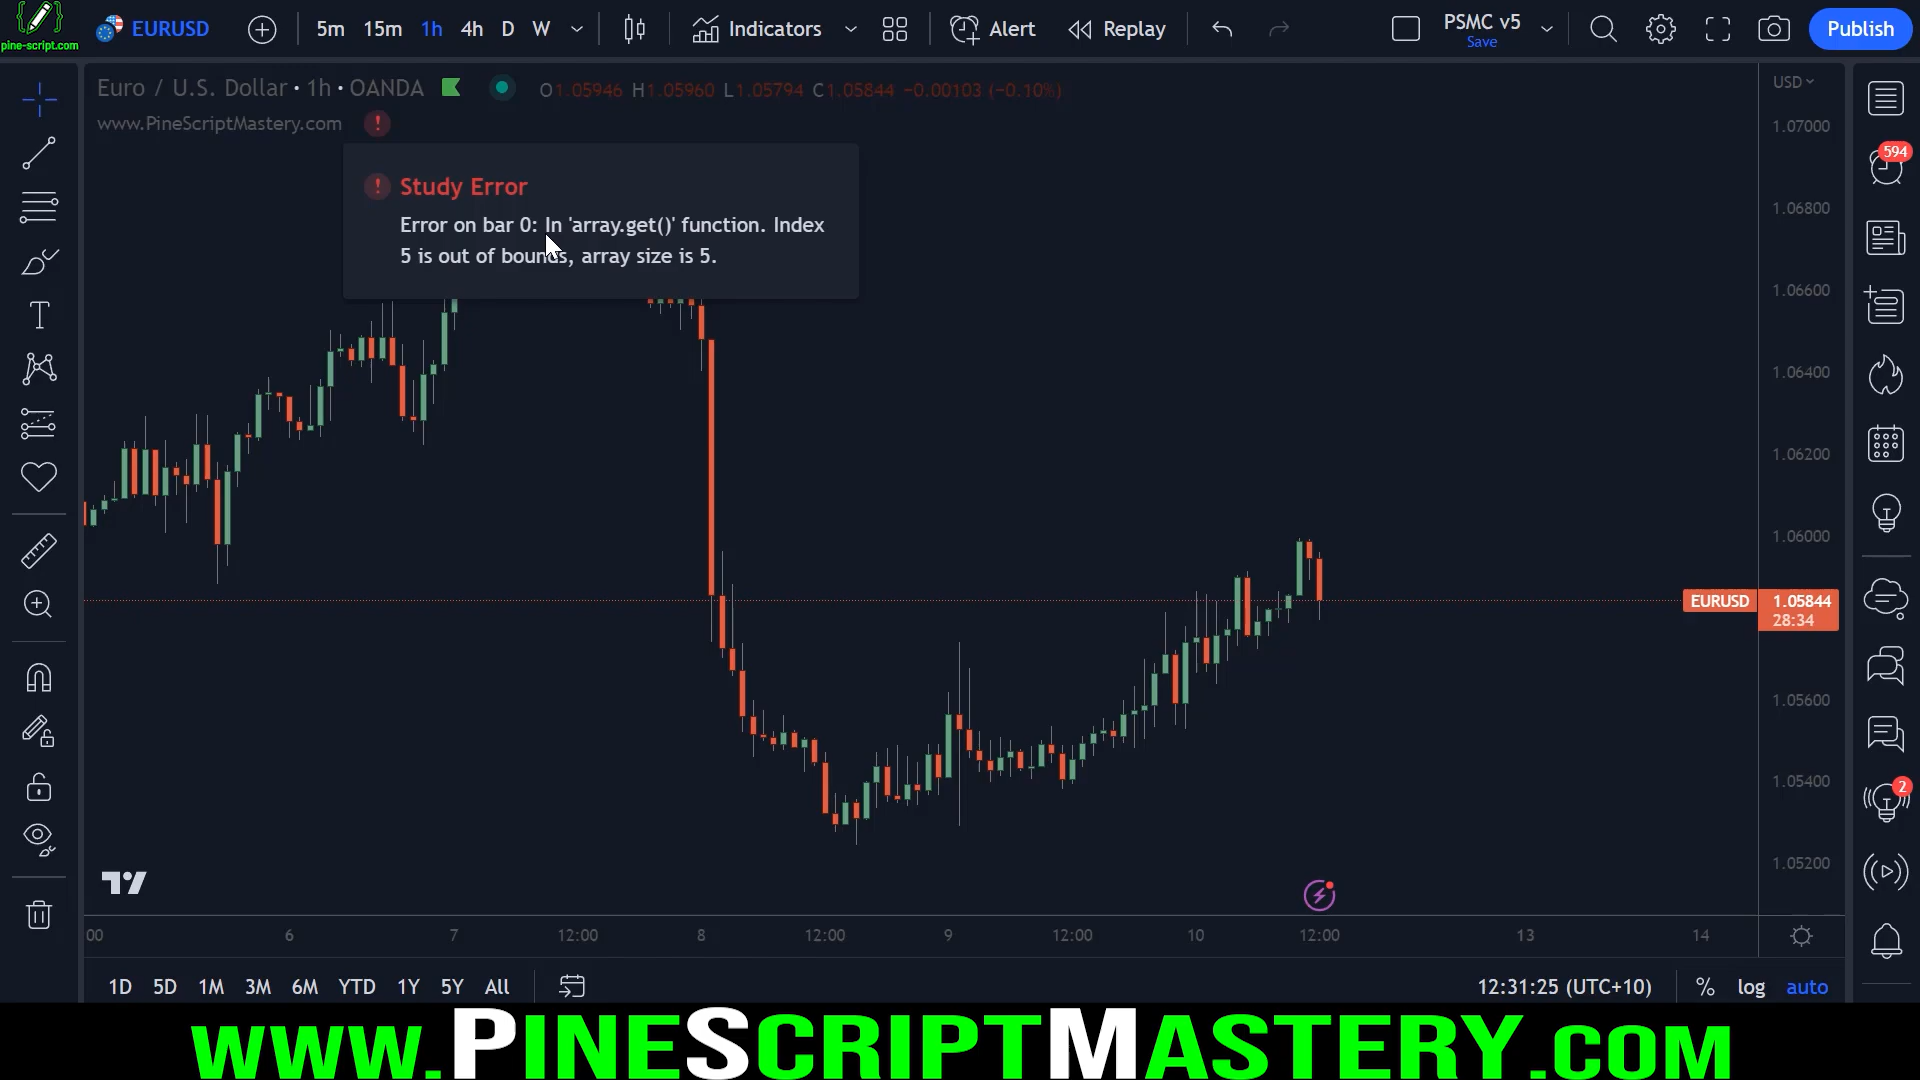 pine-script.com
EURUSD
5m 15m 1h 4h D W
Indicators
Alert
Replay
PSMC v5
Save
Publish
Euro / U.S. Dollar • 1h • OANDA
O1.05946 H1.05960 L1.05794 C1.05844 −0.00103 (−0.10%)
USD
www.PineScriptMastery.com
!
1.07000
594
! Study Error
Error on bar 0: In 'array.get()' function. Index
5 is out of bounds, array size is 5.
1.06800
1.06600
1.06400
1.06200
1.06000
EURUSD 1.05844
28:34
1.05600
1.05400
2
1.05200
00 6 7 12:00 8 12:00 9 12:00 10 12:00 13 14
1D 5D 1M 3M 6M YTD 1Y 5Y All
12:31:25 (UTC+10) % log auto
www.PineScriptMastery.com